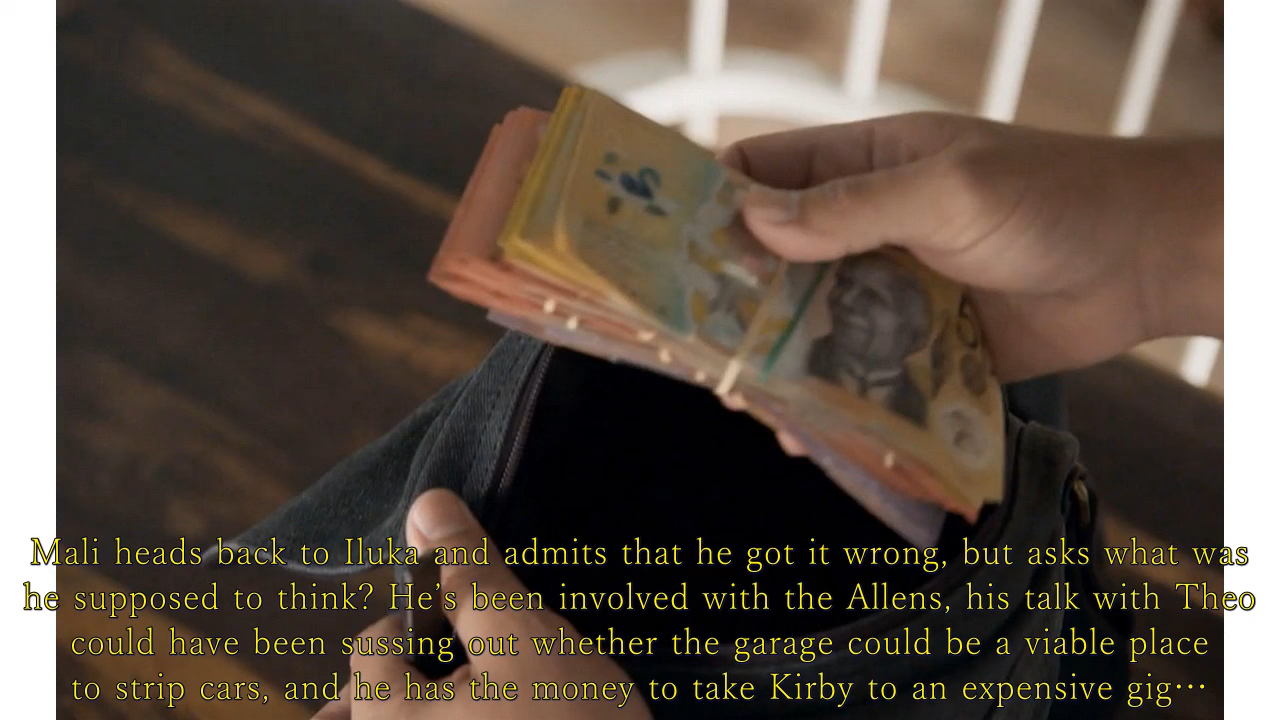 Mali heads back to Iluka and admits that he got it wrong, but asks what was
he supposed to think? He’s been involved with the Allens, his talk with Theo
could have been sussing out whether the garage could be a viable place
to strip cars, and he has the money to take Kirby to an expensive gig…